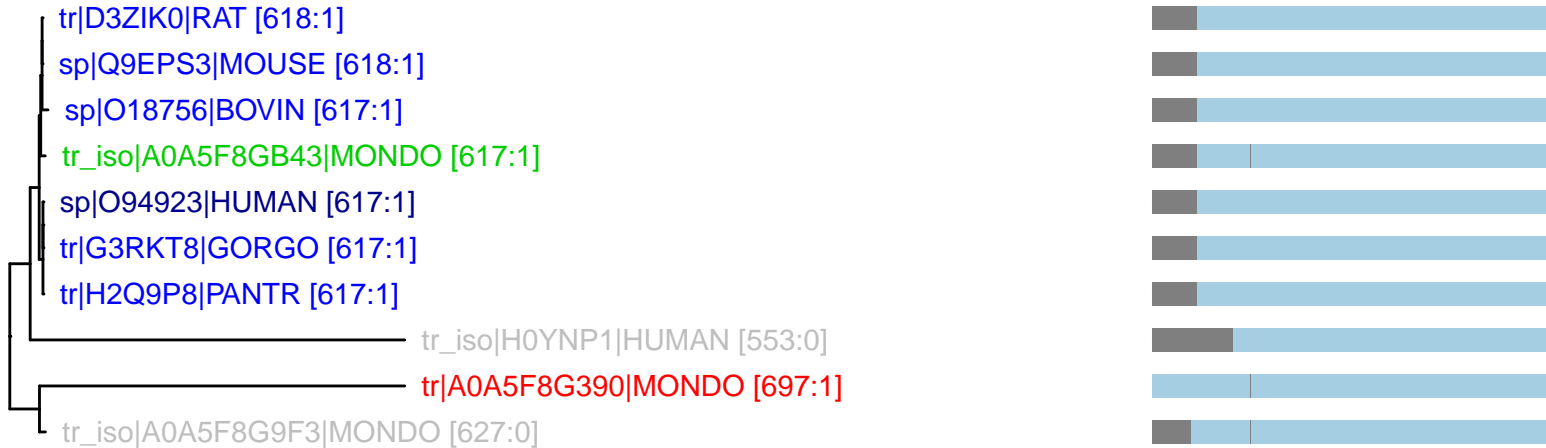 tr|D3ZIK0|RAT [618:1]
sp|Q9EPS3|MOUSE [618:1]
sp|O18756|BOVIN [617:1]
tr_iso|A0A5F8GB43|MONDO [617:1]
sp|O94923|HUMAN [617:1]
tr|G3RKT8|GORGO [617:1]
tr|H2Q9P8|PANTR [617:1]
tr_iso|H0YNP1|HUMAN [553:0]
tr|A0A5F8G390|MONDO [697:1]
tr_iso|A0A5F8G9F3|MONDO [627:0]